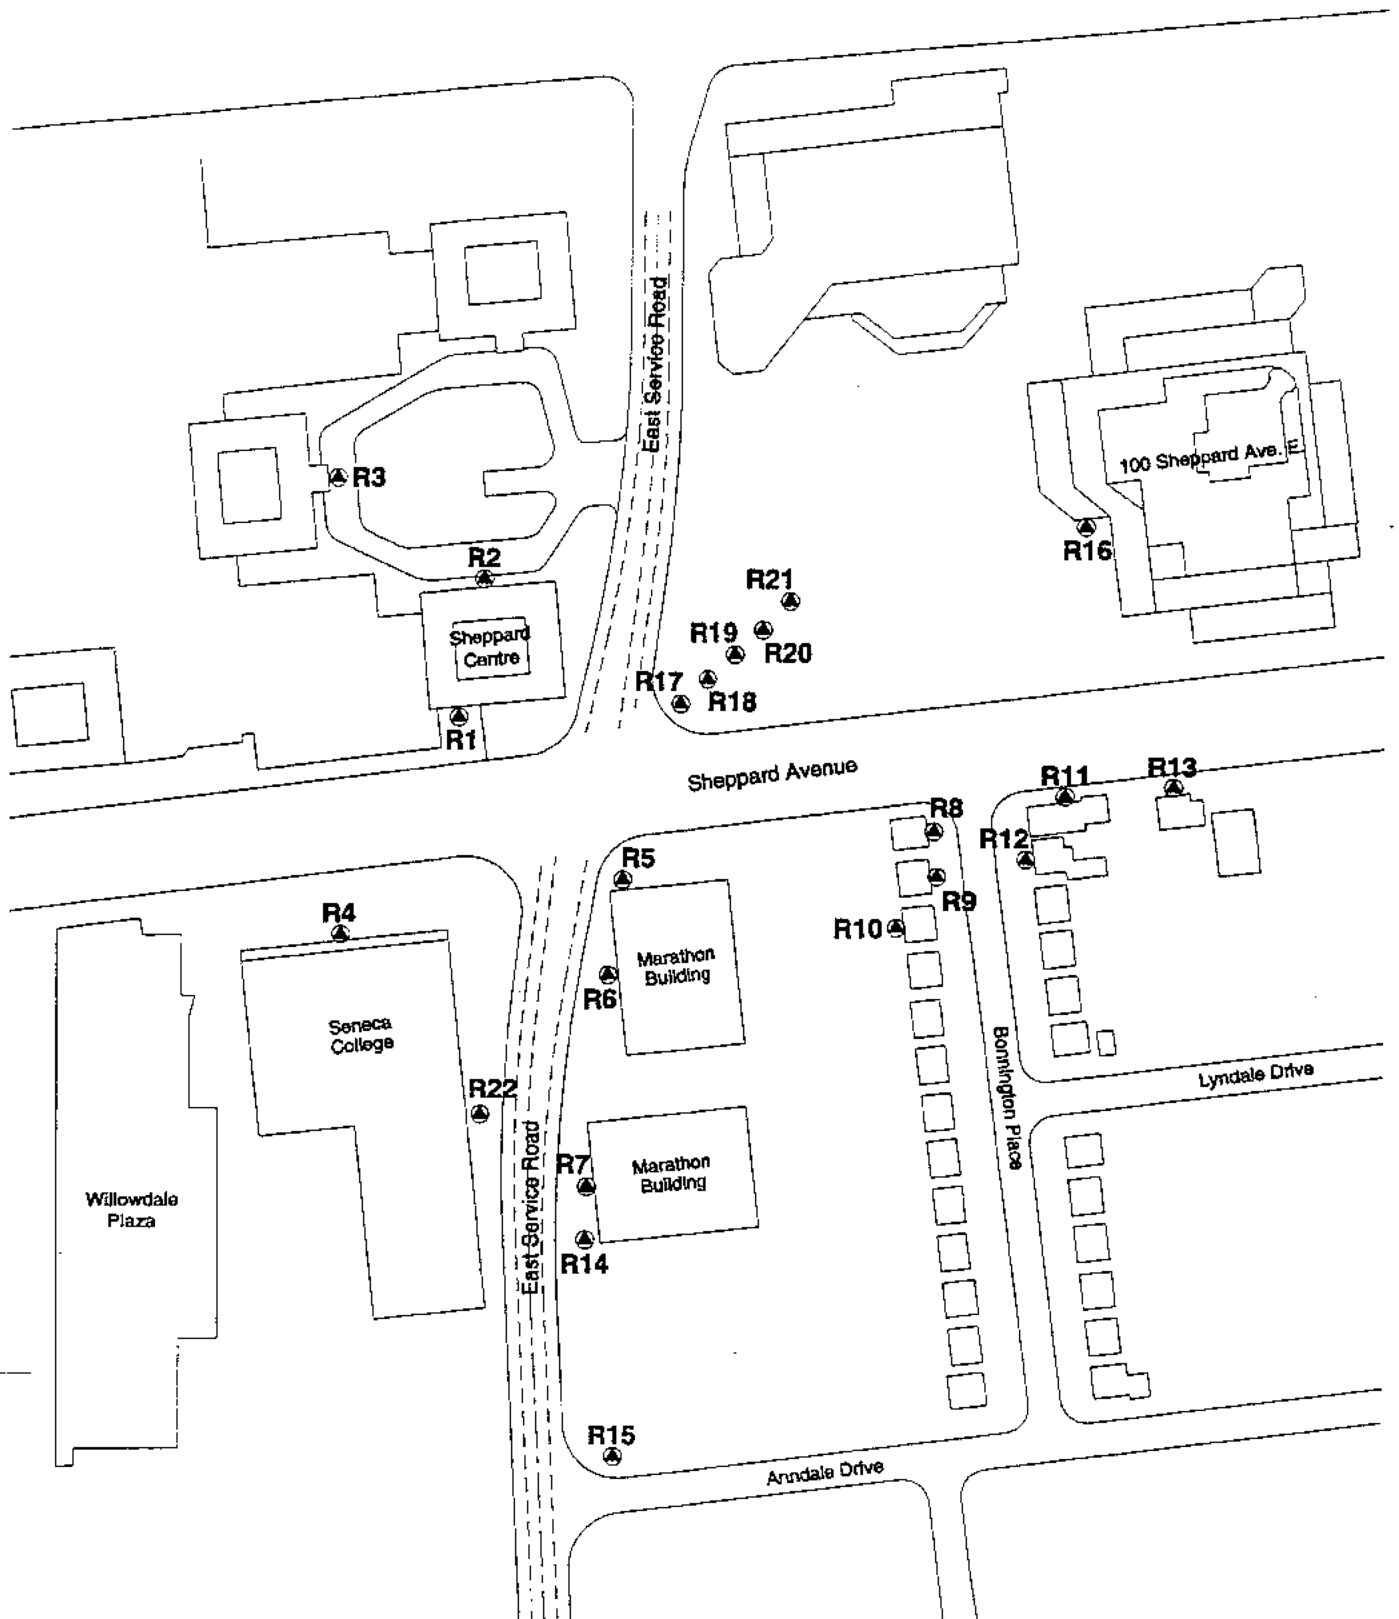 East Service Road
R3
100 Sheppard Ave. E
R16
R2
R21
Sheppard
Centre
R19
R20
R17
R18
R1
Sheppard Avenue
R11
R13
R8
R12
R5
R9
R4
R10
Marathon
Building
R6
Seneca
College
Bonnington Place
Lyndale Drive
R22
East Service Road
R7
Marathon
Building
Willowdale
Plaza
R14
R15
Anndale Drive